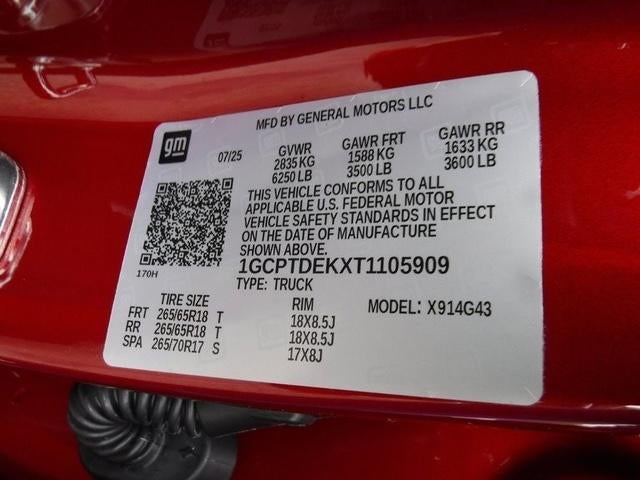 MFD BY GENERAL MOTORS LLC
gm
07/25 GVWR GAWR FRT GAWR RR
2835 KG 1588 KG 1633 KG
6250 LB 3500 LB 3600 LB
THIS VEHICLE CONFORMS TO ALL
APPLICABLE U.S. FEDERAL MOTOR
VEHICLE SAFETY STANDARDS IN EFFECT
ON THE DATE OF MANUFACTURE
SHOWN ABOVE.
170H
1GCPTDEKXT1105909
TYPE: TRUCK
TIRE SIZE RIM MODEL: X914G43
FRT 265/65R18 T 18X8.5J
RR 265/65R18 T 18X8.5J
SPA 265/70R17 S 17X8J